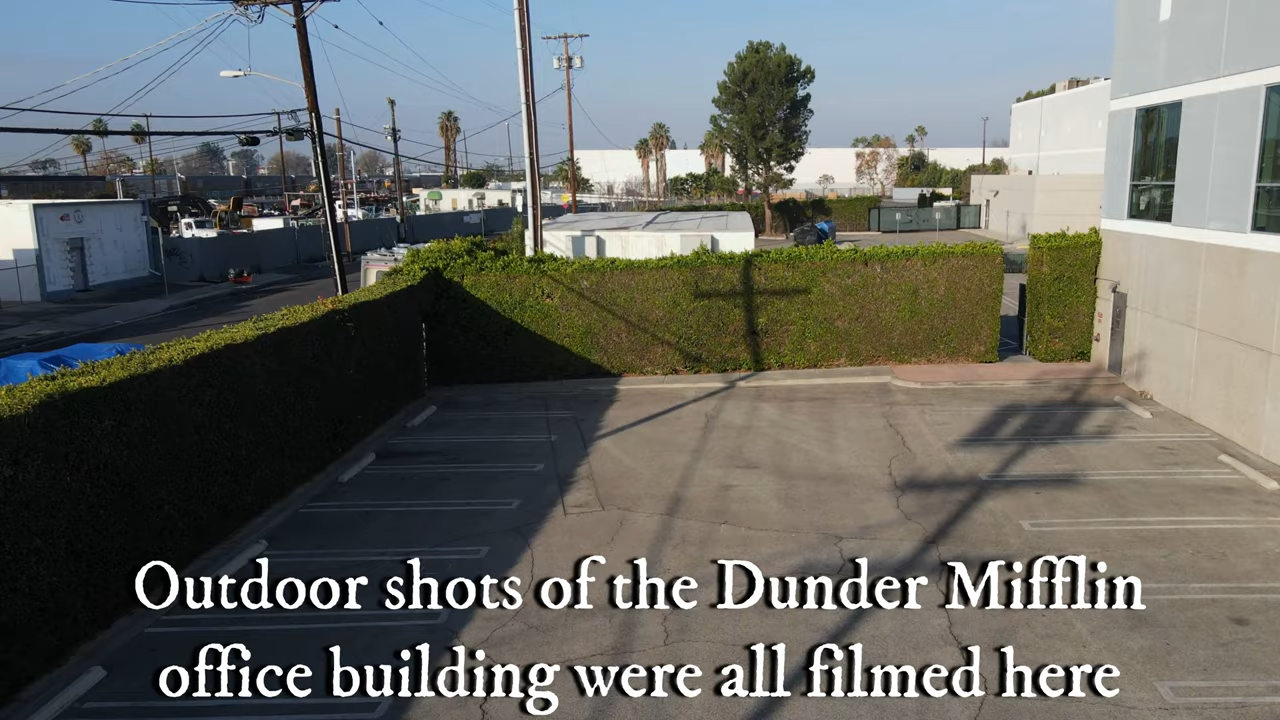 Outdoor shots of the Dunder Mifflin
office building were all filmed here